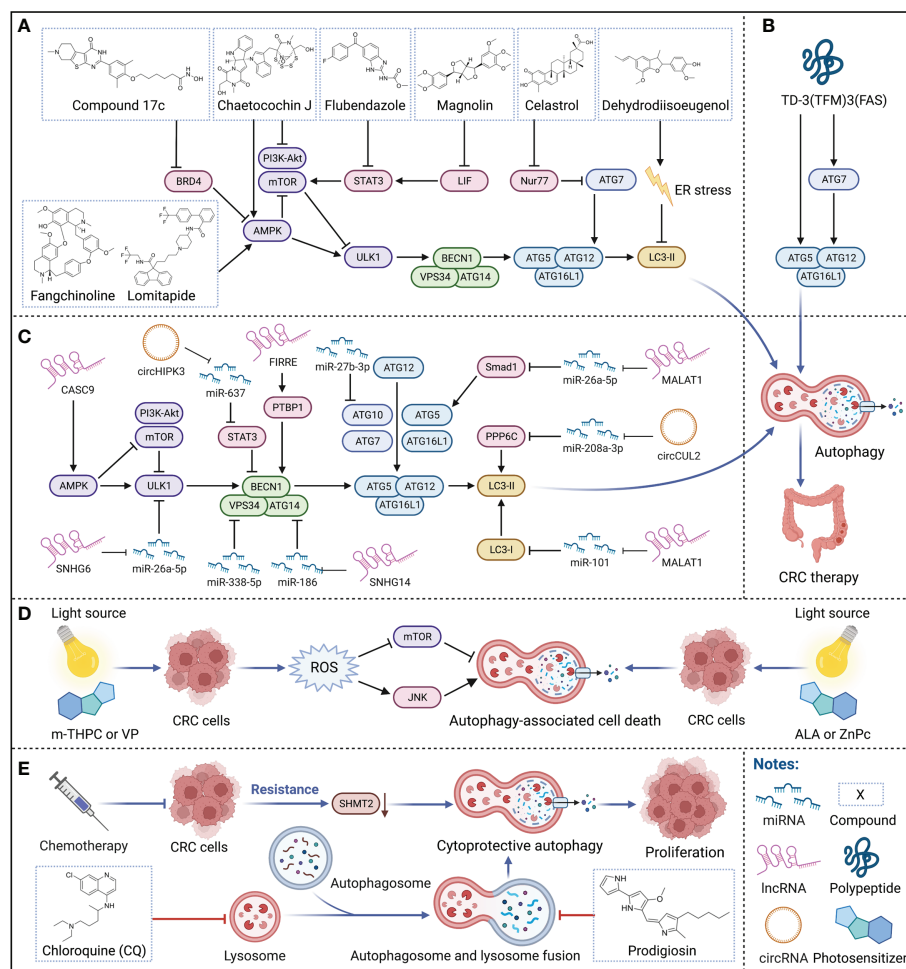 A
B
Compound 17c
Chaetocochin J
Flubendazole
Magnolin
Celastrol
Dehydrodiisoeugenol
TD-3(TFM)3(FAS)
PI3K-Akt
BRD4
mTOR
STAT3
LIF
Nur77
ATG7
ER stress
ATG7
AMPK
ULK1
BECN1
VPS34
ATG14
ATG5
ATG12
ATG16L1
LC3-II
ATG5
ATG12
ATG16L1
Fangchinoline
Lomitapide
C
circHIPK3
FIRRE
miR-27b-3p
ATG12
Smad1
miR-26a-5p
MALAT1
CASC9
miR-637
PI3K-Akt
mTOR
PTBP1
STAT3
ATG10
ATG7
ATG5
ATG16L1
PPP6C
miR-208a-3p
circCUL2
AMPK
ULK1
BECN1
VPS34
ATG14
ATG5
ATG12
ATG16L1
LC3-II
LC3-I
SNHG6
miR-26a-5p
miR-338-5p
miR-186
SNHG14
miR-101
MALAT1
Autophagy
CRC therapy
D
Light source
m-THPC or VP
CRC cells
ROS
mTOR
JNK
Autophagy-associated cell death
CRC cells
Light source
ALA or ZnPc
E
Chemotherapy
CRC cells
Resistance
SHMT2
Cytoprotective autophagy
Proliferation
Autophagosome
Cl
N
HN
N
Chloroquine (CQ)
Lysosome
Autophagosome and lysosome fusion
Prodigiosin
Notes:
miRNA
X
Compound
lncRNA
Polypeptide
circRNA
Photosensitizer